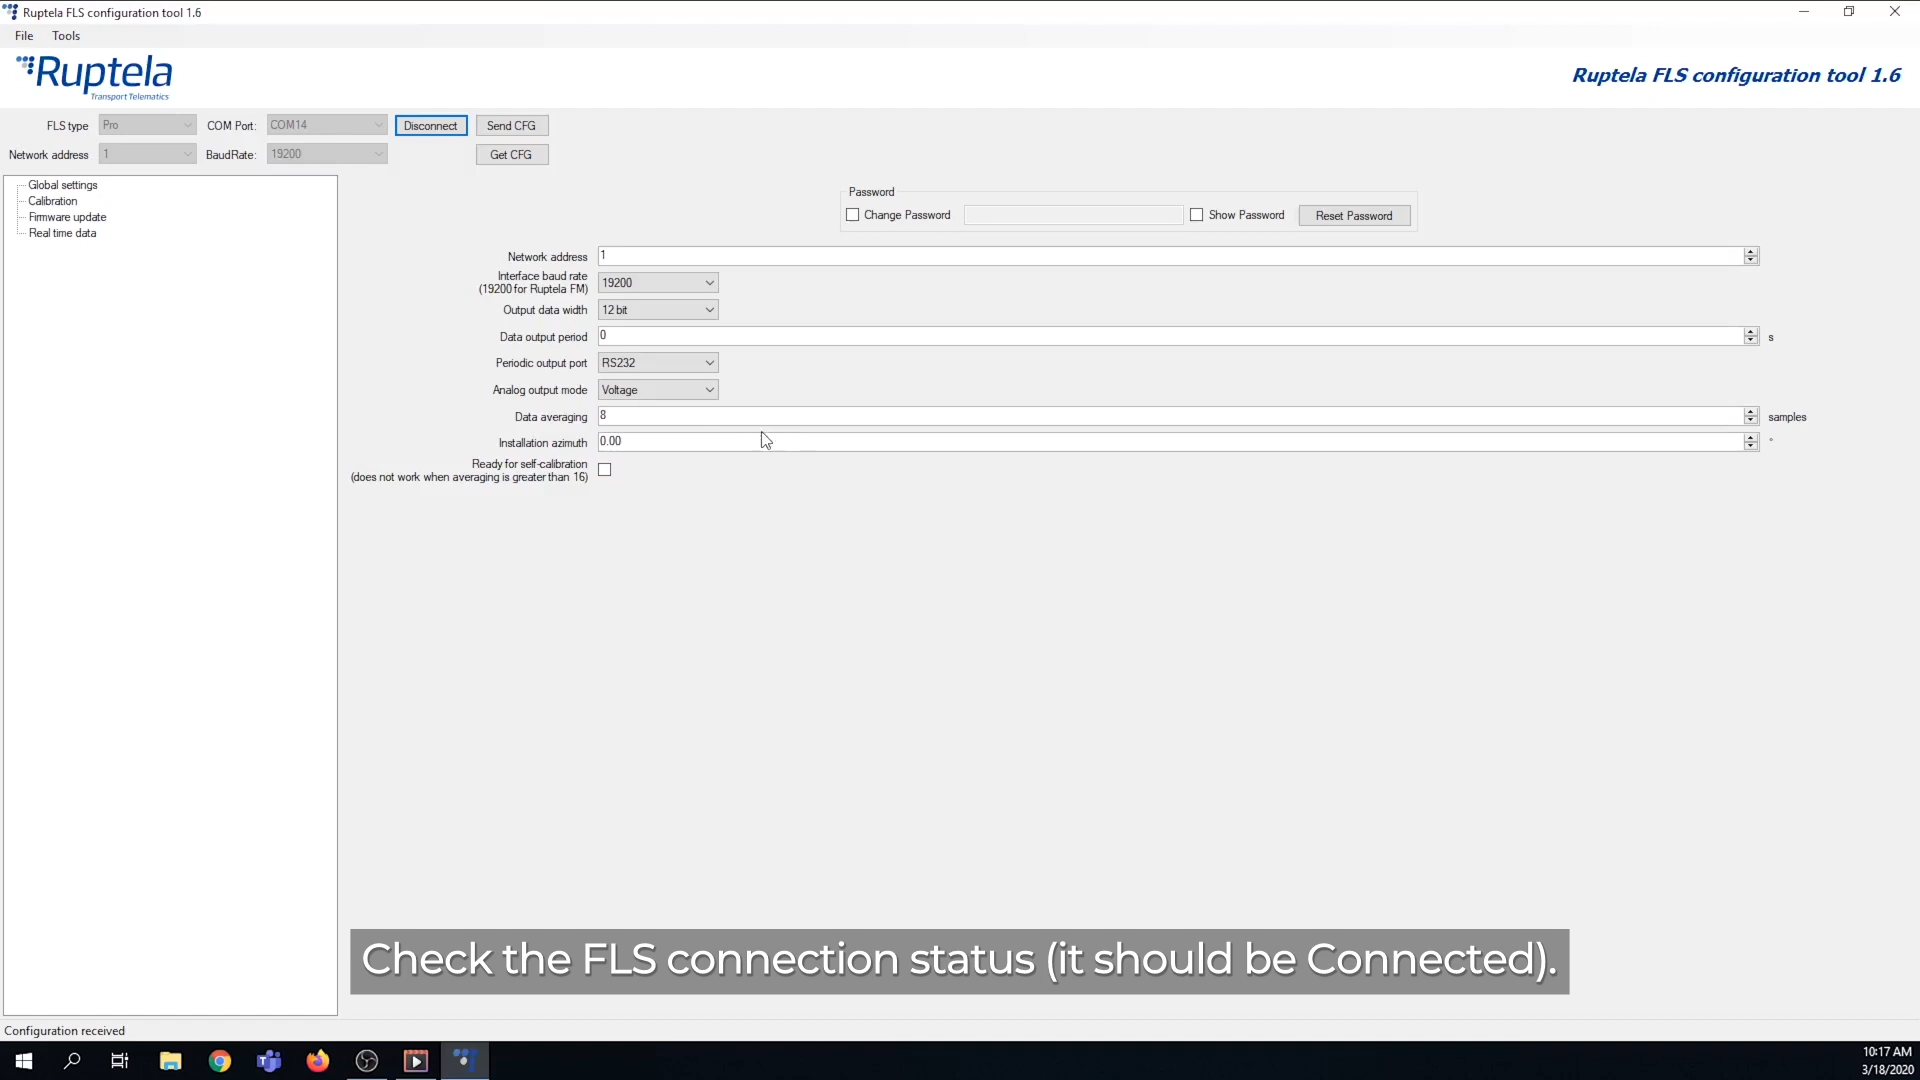 Ruptela FLS configuration tool 1.6
File Tools
Ruptela
Transport Telematics
Ruptela FLS configuration tool 1.6
FLS type Pro COM Port: COM14 Disconnect Send CFG
Network address 1 BaudRate: 19200 Get CFG
Global settings
Calibration
Firmware update
Real time data
Password
Change Password Show Password Reset Password
Network address 1
Interface baud rate
(19200 for Ruptela FM) 19200
Output data width 12 bit
Data output period 0 s
Periodic output port RS232
Analog output mode Voltage
Data averaging 8 samples
Installation azimuth 0.00 °
Ready for self-calibration
(does not work when averaging is greater than 16)
Check the FLS connection status (it should be Connected).
Configuration received
10:17 AM
3/18/2020